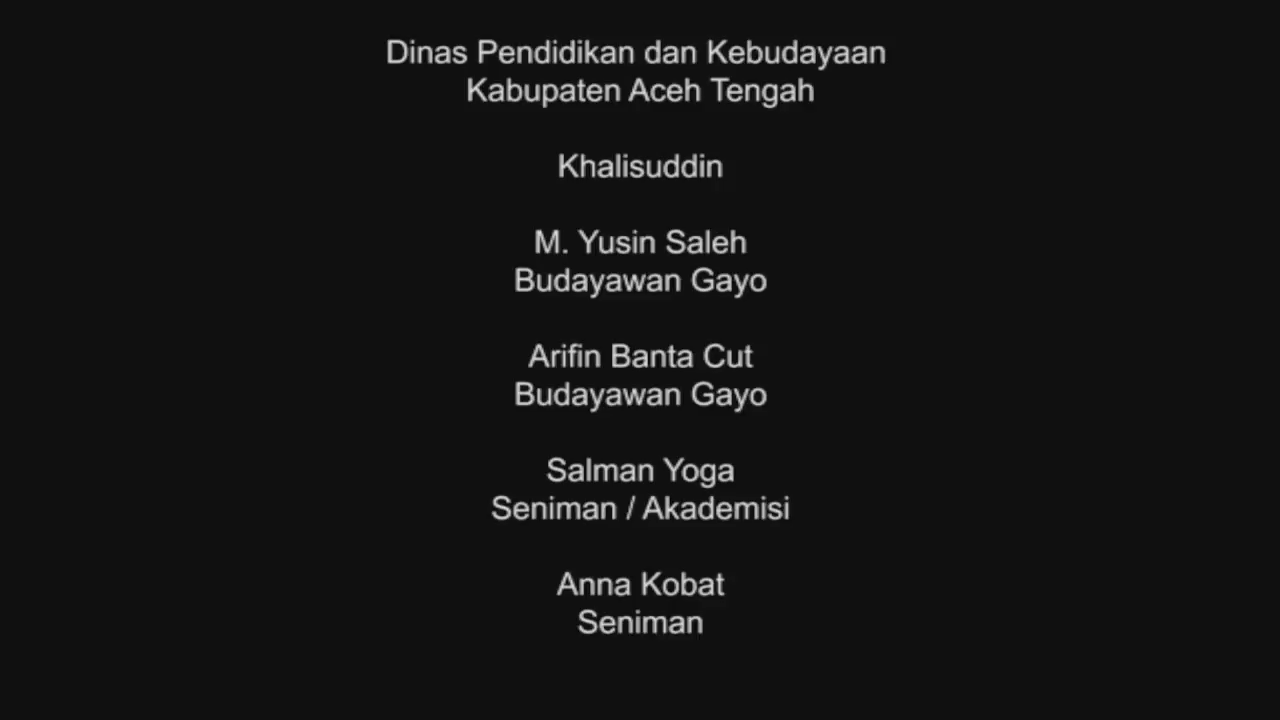 Dinas Pendidikan dan Kebudayaan
Kabupaten Aceh Tengah
Khalisuddin
M. Yusin Saleh
Budayawan Gayo
Arifin Banta Cut
Budayawan Gayo
Salman Yoga
Seniman / Akademisi
Anna Kobat
Seniman